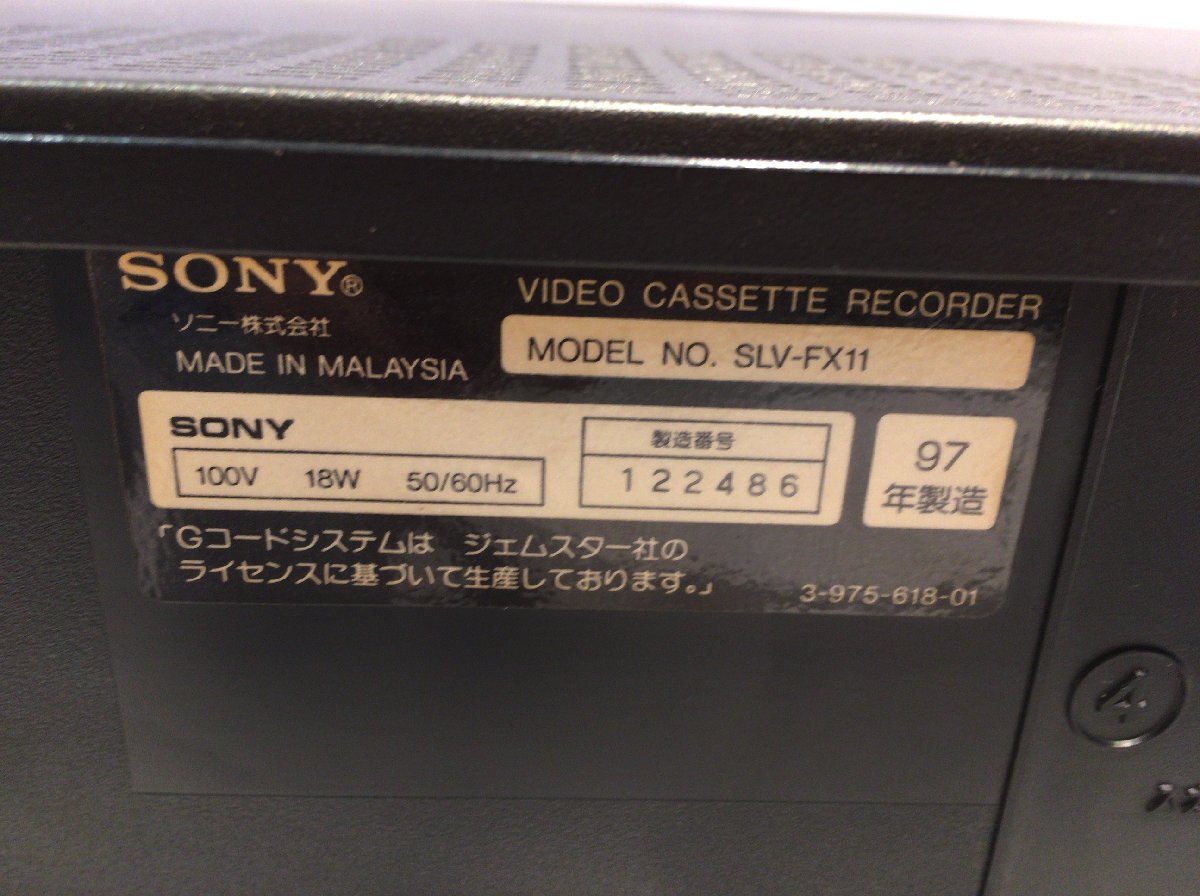 SONY®
ソニー株式会社
MADE IN MALAYSIA
VIDEO CASSETTE RECORDER
MODEL NO. SLV-FX11
SONY
100V 18W 50/60Hz
製造番号
122486
97
年製造
「Gコードシステムは ジェムスター社の
ライセンスに基づいて生産しております。」
3-975-618-01
4